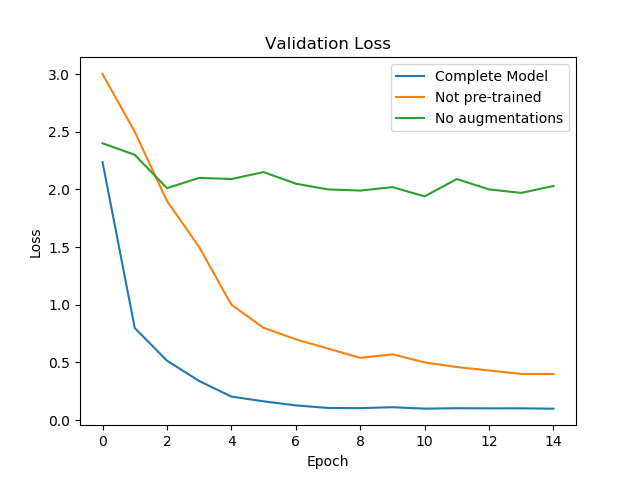 Validation Loss
3.0
2.5
2.0
1.5
1.0
0.5
0.0
Loss
Complete Model
Not pre-trained
No augmentations
0 2 4 6 8 10 12 14
Epoch